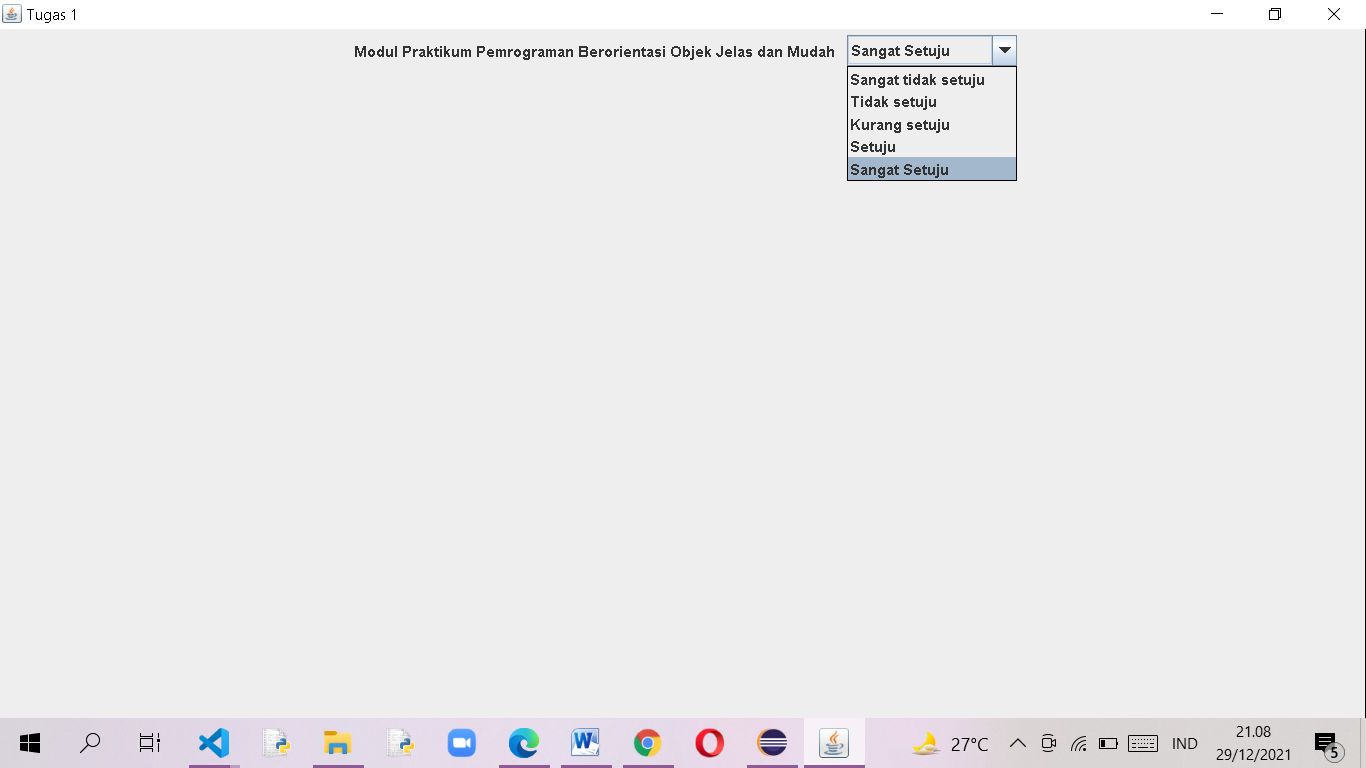 Tugas 1
Modul Praktikum Pemrograman Berorientasi Objek Jelas dan Mudah
Sangat Setuju
Sangat tidak setuju
Tidak setuju
Kurang setuju
Setuju
Sangat Setuju
27°C
IND
21.08
29/12/2021
5